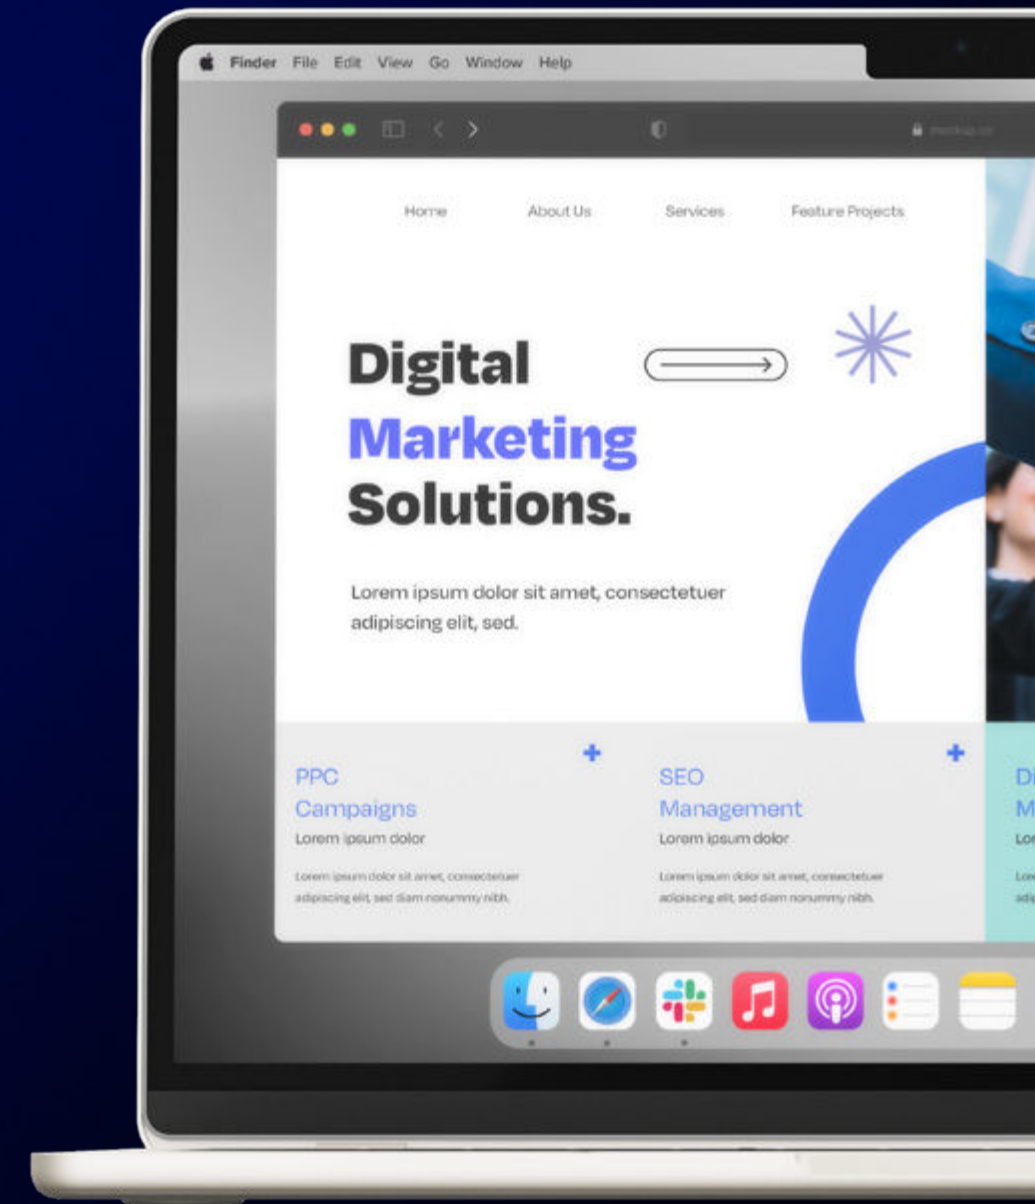 Finder File Edit View Go Window Help
Home About Us Services Feature Projects
Digital
Marketing
Solutions.
Lorem ipsum dolor sit amet, consectetuer
adipiscing elit, sed.
PPC
Campaigns
Lorem ipsum dolor
Lorem ipsum dolor sit amet, consectetuer
adipiscing elit, sed diam nonummy nibh.
SEO
Management
Lorem ipsum dolor
Lorem ipsum dolor sit amet, consectetuer
adipiscing elit, sed diam nonummy nibh.